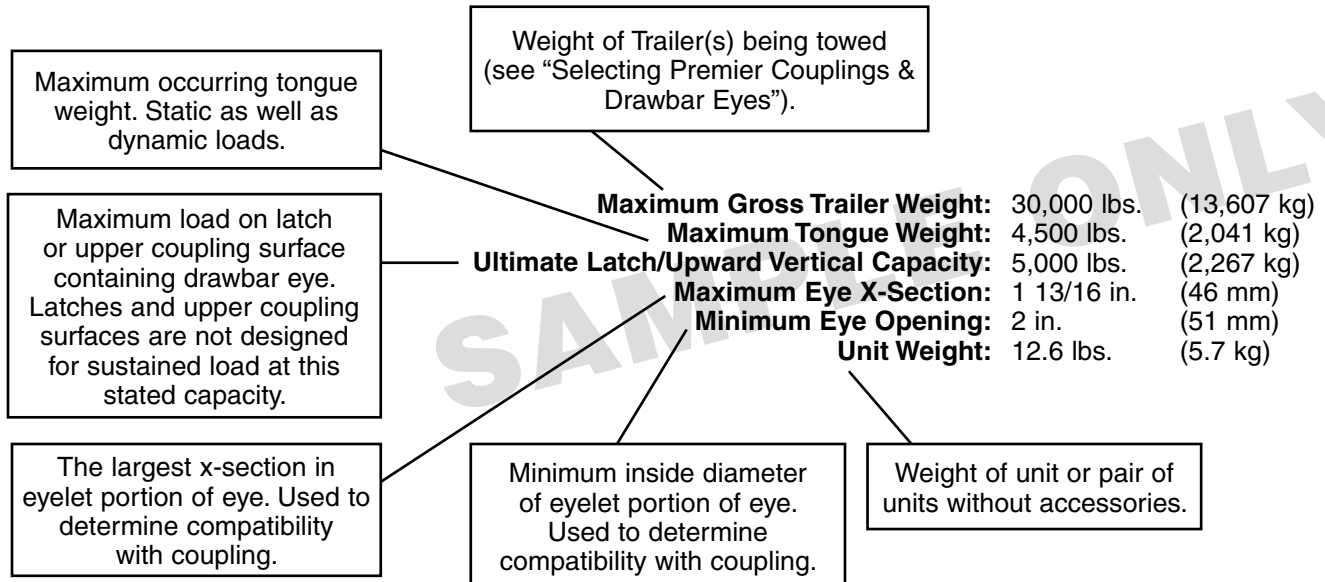 Weight of Trailer(s) being towed
(see “Selecting Premier Couplings &
Drawbar Eyes”).
Maximum occurring tongue
weight. Static as well as
dynamic loads.
Maximum load on latch
or upper coupling surface
containing drawbar eye.
Latches and upper coupling
surfaces are not designed
for sustained load at this
stated capacity.
Maximum Gross Trailer Weight: 30,000 lbs. (13,607 kg)
Maximum Tongue Weight: 4,500 lbs. (2,041 kg)
Ultimate Latch/Upward Vertical Capacity: 5,000 lbs. (2,267 kg)
Maximum Eye X-Section: 1 13/16 in. (46 mm)
Minimum Eye Opening: 2 in. (51 mm)
Unit Weight: 12.6 lbs. (5.7 kg)
SAMPLE ONLY
The largest x-section in
eyelet portion of eye. Used to
determine compatibility
with coupling.
Minimum inside diameter
of eyelet portion of eye.
Used to determine
compatibility with coupling.
Weight of unit or pair of
units without accessories.